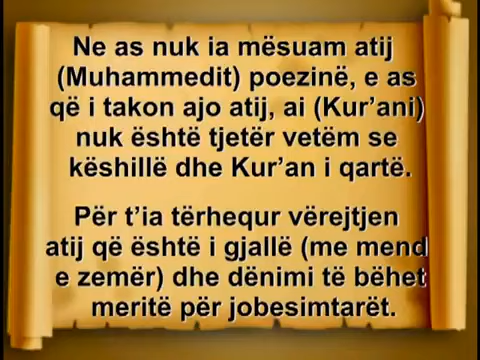 Ne as nuk ia mësuam atij
(Muhammedit) poezinë, e as
që i takon ajo atij, ai (Kur'ani)
nuk është tjetër vetëm se
këshillë dhe Kur'an i qartë.
Për t'ia tërhequr vërejtjen
atij që është i gjallë (me mend
e zemër) dhe dënimi të bëhet
meritë për jobesimtarët.